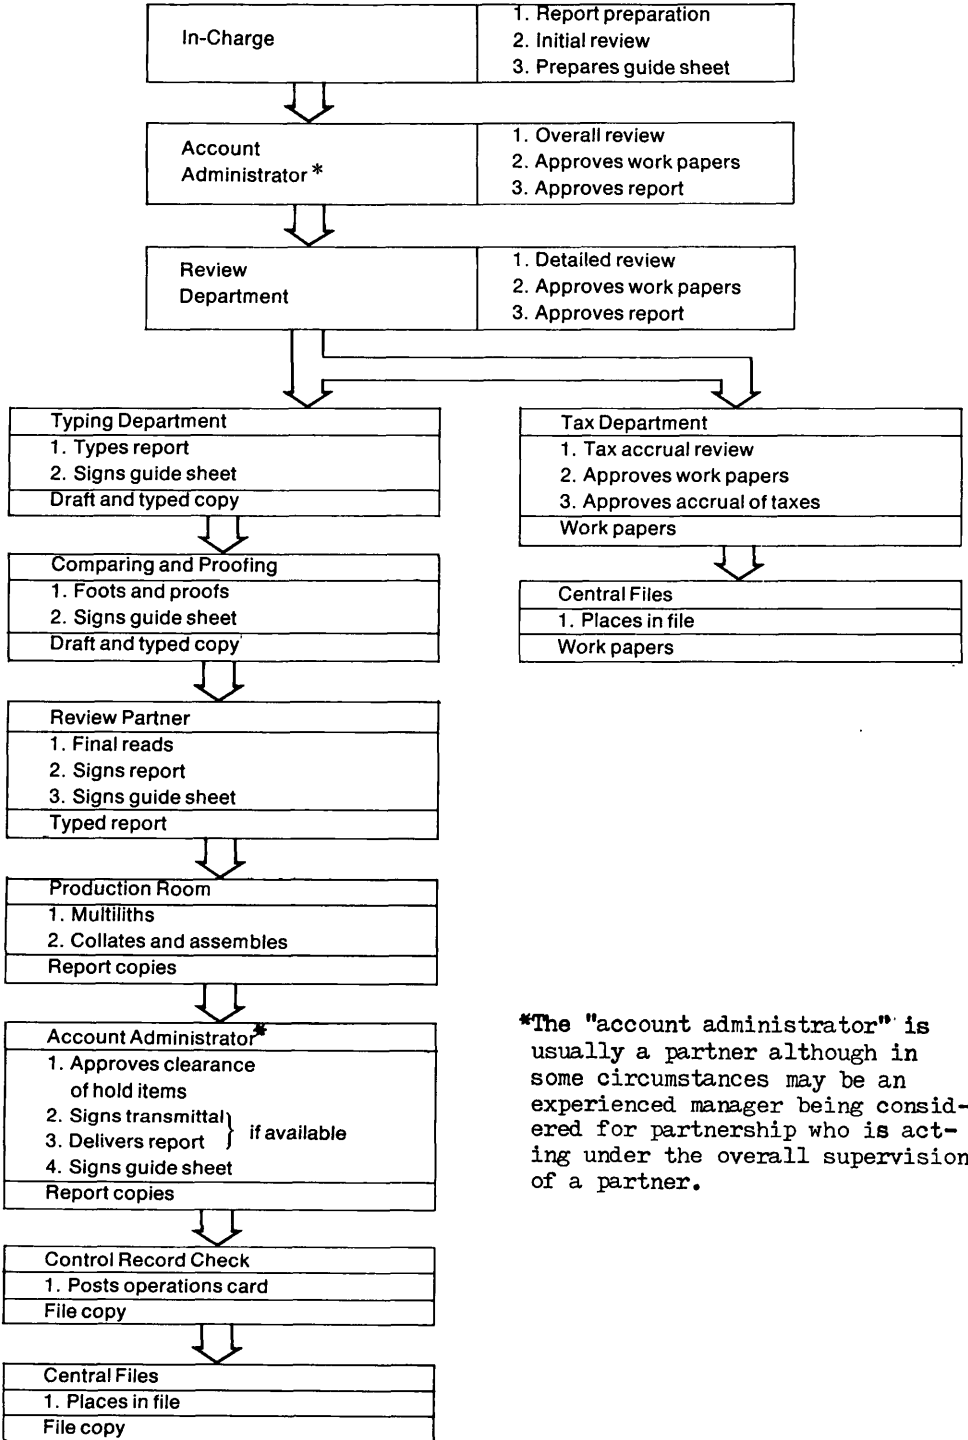 In-Charge
1. Report preparation
2. Initial review
3. Prepares guide sheet
Account
Administrator *
1. Overall review
2. Approves work papers
3. Approves report
Review
Department
1. Detailed review
2. Approves work papers
3. Approves report
Typing Department
1. Types report
2. Signs guide sheet
Draft and typed copy
Tax Department
1. Tax accrual review
2. Approves work papers
3. Approves accrual of taxes
Work papers
Comparing and Proofing
1. Foots and proofs
2. Signs guide sheet
Draft and typed copy
Central Files
1. Places in file
Work papers
Review Partner
1. Final reads
2. Signs report
3. Signs guide sheet
Typed report
Production Room
1. Multiliths
2. Collates and assembles
Report copies
Account Administrator*
1. Approves clearance
of hold items
2. Signs transmittal
3. Delivers report } if available
4. Signs guide sheet
Report copies
*The "account administrator" is
usually a partner although in
some circumstances may be an
experienced manager being consid-
ered for partnership who is act-
ing under the overall supervision
of a partner.
Control Record Check
1. Posts operations card
File copy
Central Files
1. Places in file
File copy